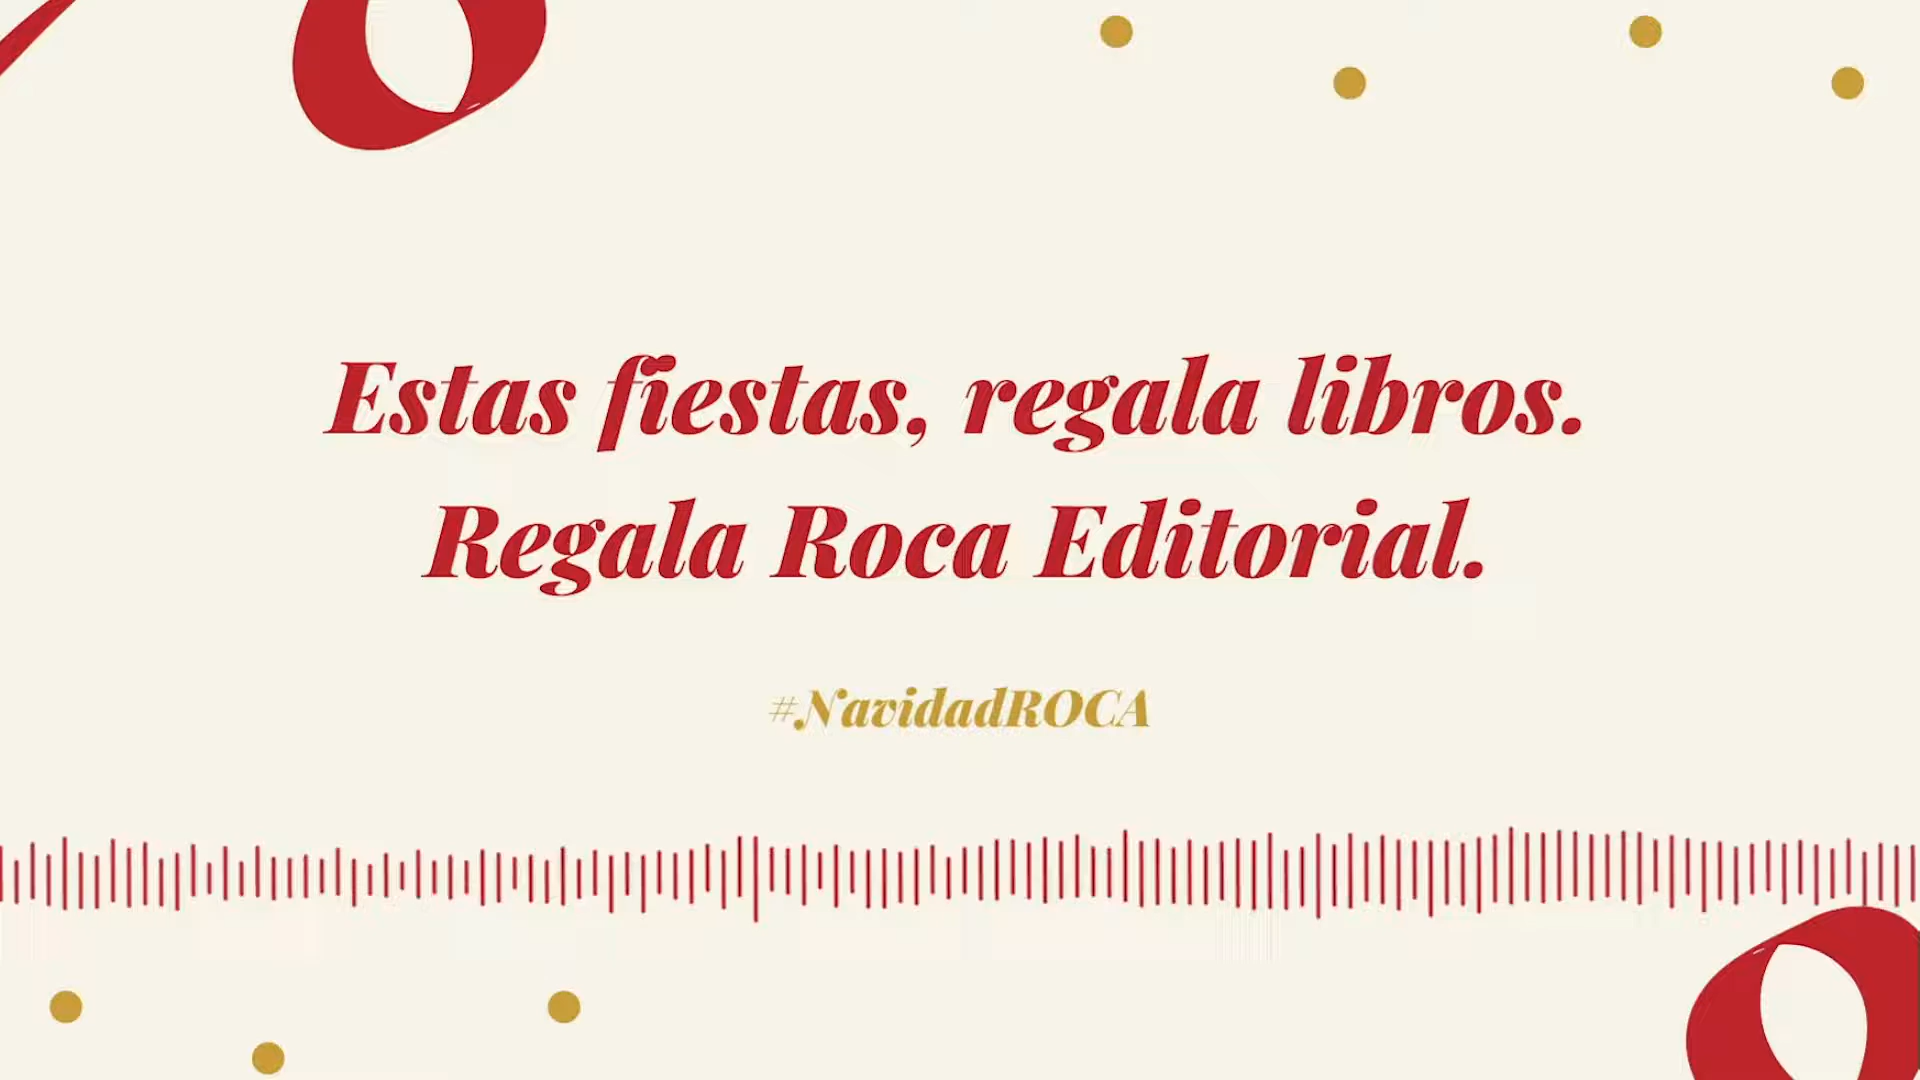 Estas fiestas, regala libros.
Regala Roca Editorial.
#NavidadROCA